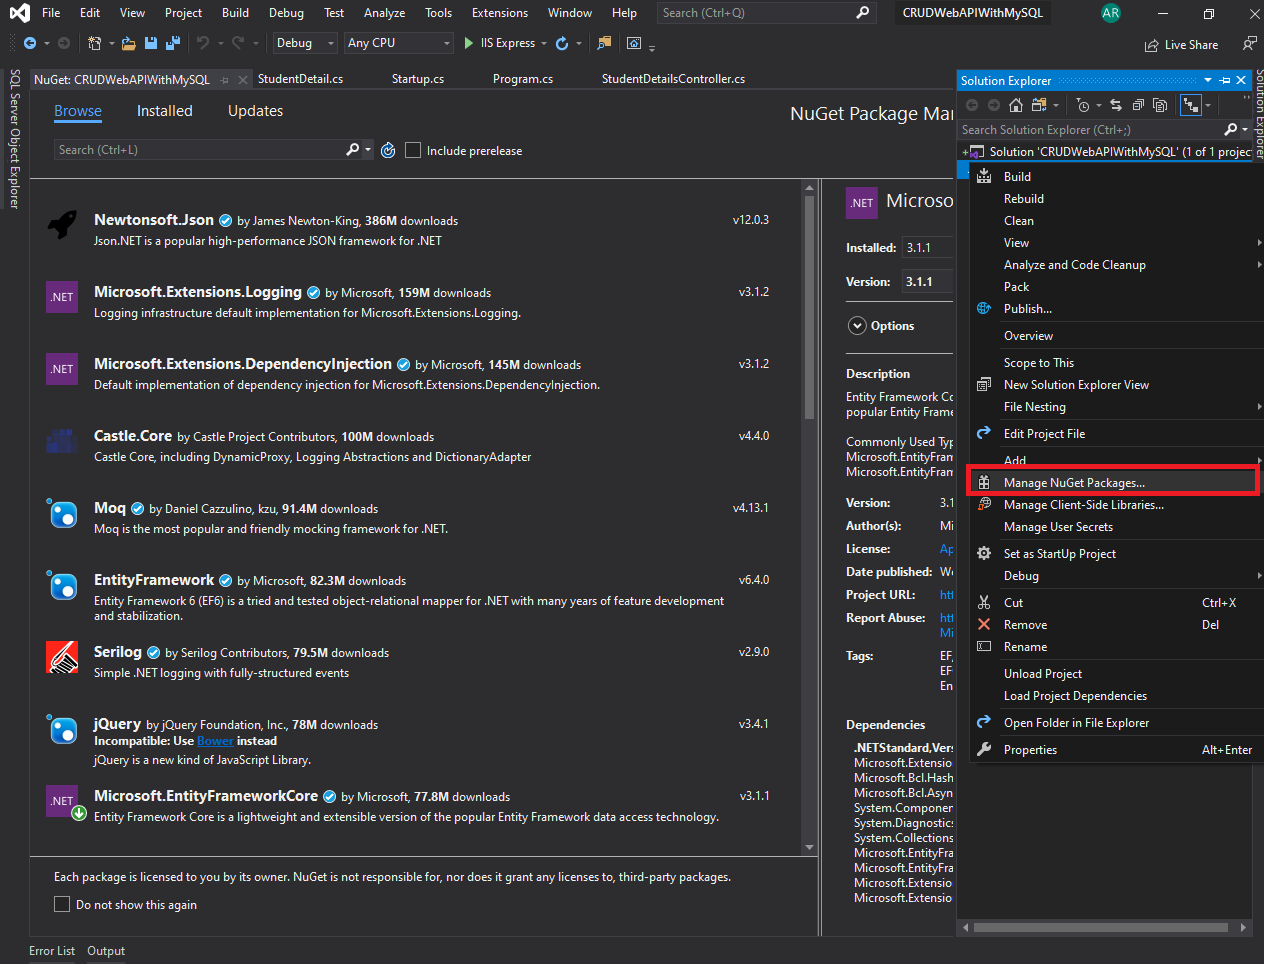 File Edit View Project Build Debug Test Analyze Tools Extensions Window Help Search (Ctrl+Q) CRUDWebAPIWithMySQL AR
Debug Any CPU IIS Express Live Share
SQL Server Object Explorer
NuGet: CRUDWebAPIWithMySQL StudentDetail.cs Startup.cs Program.cs StudentDetailsController.cs
Browse Installed Updates
NuGet Package Mar
Search (Ctrl+L) Include prerelease
Newtonsoft.Json by James Newton-King, 386M downloads v12.0.3
Json.NET is a popular high-performance JSON framework for .NET
.NET Microsoft.Extensions.Logging by Microsoft, 159M downloads v3.1.2
Logging infrastructure default implementation for Microsoft.Extensions.Logging.
.NET Microsoft.Extensions.DependencyInjection by Microsoft, 145M downloads v3.1.2
Default implementation of dependency injection for Microsoft.Extensions.DependencyInjection.
Castle.Core by Castle Project Contributors, 100M downloads v4.4.0
Castle Core, including DynamicProxy, Logging Abstractions and DictionaryAdapter
Moq by Daniel Cazzulino, kzu, 91.4M downloads v4.13.1
Moq is the most popular and friendly mocking framework for .NET.
EntityFramework by Microsoft, 82.3M downloads v6.4.0
Entity Framework 6 (EF6) is a tried and tested object-relational mapper for .NET with many years of feature development
and stabilization.
Serilog by Serilog Contributors, 79.5M downloads v2.9.0
Simple .NET logging with fully-structured events
jQuery by jQuery Foundation, Inc., 78M downloads v3.4.1
Incompatible: Use Bower instead
jQuery is a new kind of JavaScript Library.
.NET Microsoft.EntityFrameworkCore by Microsoft, 77.8M downloads v3.1.1
Entity Framework Core is a lightweight and extensible version of the popular Entity Framework data access technology.
Each package is licensed to you by its owner. NuGet is not responsible for, nor does it grant any licenses to, third-party packages.
Do not show this again
.NET Microso
Installed: 3.1.1
Version: 3.1.1
Options
Description
Entity Framework Co
popular Entity Frame
Commonly Used Typ
Microsoft.EntityFram
Microsoft.EntityFram
Version: 3.1
Author(s): Mi
License: Ap
Date published: We
Project URL: htt
Report Abuse: htt
Mi
Tags: EF,
EF
En
Dependencies
.NETStandard,Vers
Microsoft.Extensio
Microsoft.Bcl.Hash
Microsoft.Bcl.Asyn
System.Componen
System.Diagnostics
System.Collections
Microsoft.EntityFra
Microsoft.EntityFra
Microsoft.Extensio
Microsoft.Extensio
Solution Explorer
Search Solution Explorer (Ctrl+;)
Solution 'CRUDWebAPIWithMySQL' (1 of 1 project
Build
Rebuild
Clean
View
Analyze and Code Cleanup
Pack
Publish...
Overview
Scope to This
New Solution Explorer View
File Nesting
Edit Project File
Add
Manage NuGet Packages...
Manage Client-Side Libraries...
Manage User Secrets
Set as StartUp Project
Debug
Cut Ctrl+X
Remove Del
Rename
Unload Project
Load Project Dependencies
Open Folder in File Explorer
Properties Alt+Enter
Solution Explorer
Error List Output